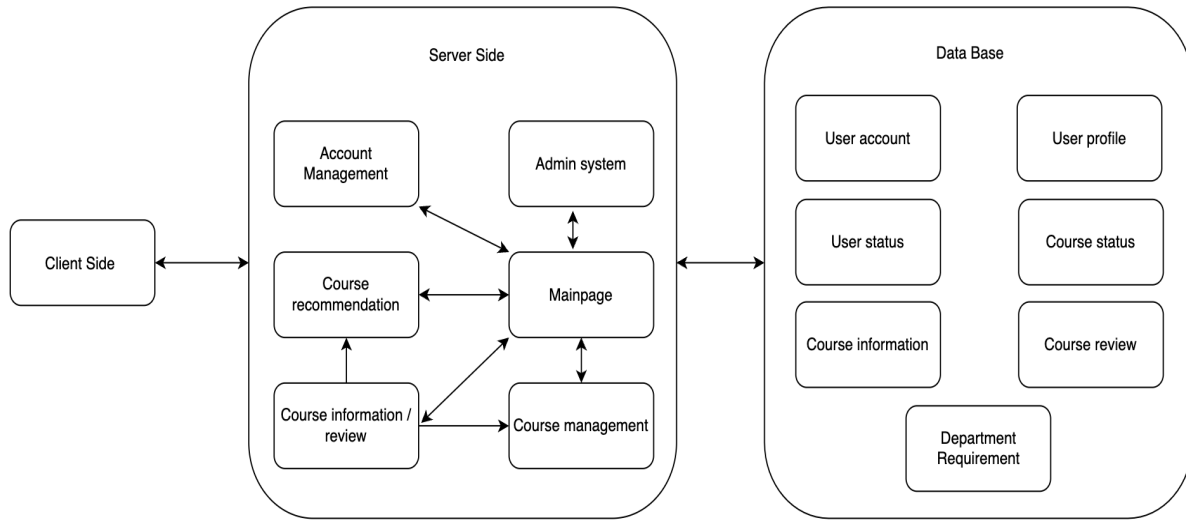 Client Side
Server Side
Account
Management
Admin system
Course
recommendation
Mainpage
Course information /
review
Course management
Data Base
User account
User profile
User status
Course status
Course information
Course review
Department
Requirement